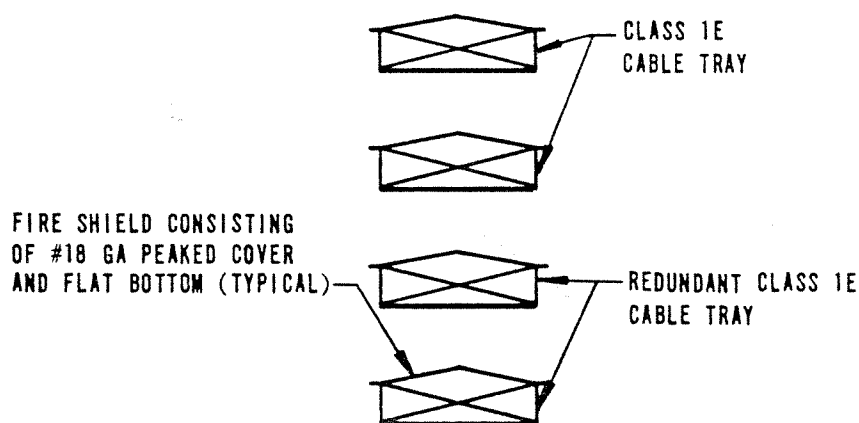 CLASS 1E
CABLE TRAY
FIRE SHIELD CONSISTING
OF #18 GA PEAKED COVER
AND FLAT BOTTOM (TYPICAL)
REDUNDANT CLASS 1E
CABLE TRAY